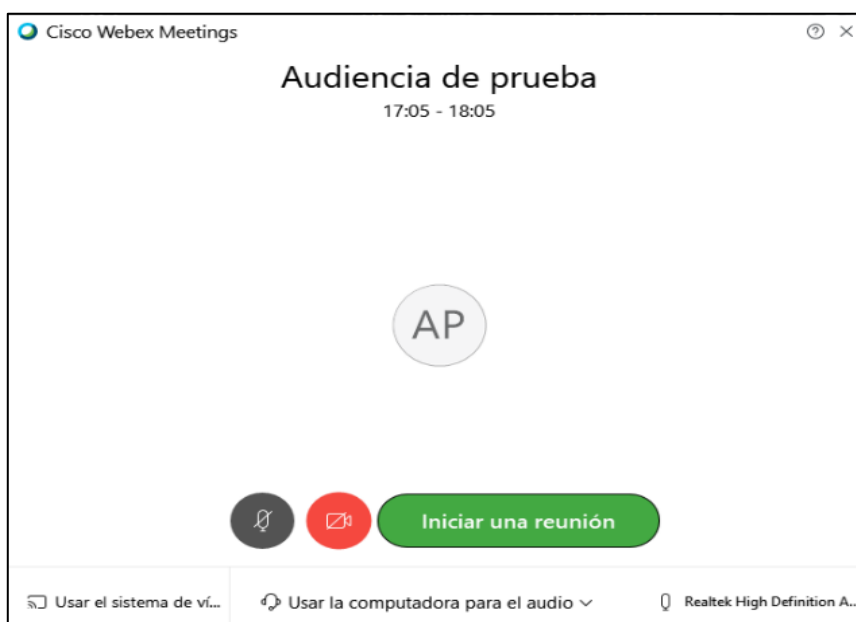 Cisco Webex Meetings
Audiencia de prueba
17:05 - 18:05
AP
Iniciar una reunión
Usar el sistema de ví...
Usar la computadora para el audio
Realtek High Definition A...